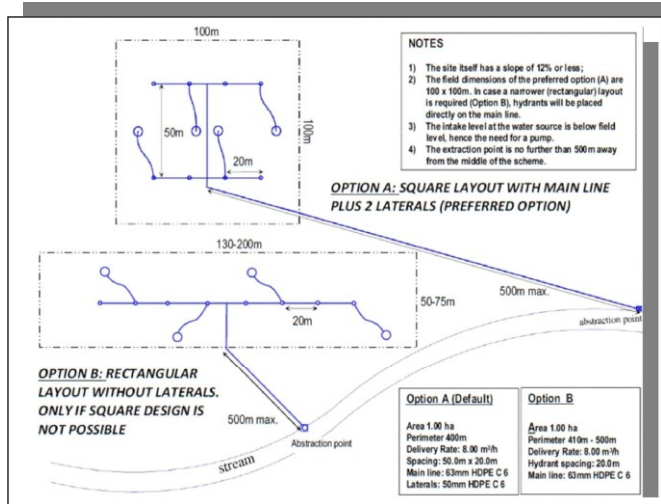 100m
50m
20m
100m
NOTES
1) The site itself has a slope of 12% or less;
2) The field dimensions of the preferred option (A) are
100 x 100m. In case a narrower (rectangular) layout
is required (Option B), hydrants will be placed
directly on the main line.
3) The intake level at the water source is below field
level, hence the need for a pump.
4) The extraction point is no further than 500m away
from the middle of the scheme.
OPTION A: SQUARE LAYOUT WITH MAIN LINE
PLUS 2 LATERALS (PREFERRED OPTION)
130-200m
500m max.
abstraction point
50-75m
20m
OPTION B: RECTANGULAR
LAYOUT WITHOUT LATERALS.
ONLY IF SQUARE DESIGN IS
NOT POSSIBLE
500m max.
Abstraction point
stream
Option A (Default)
Area 1.00 ha
Perimeter 400m
Delivery Rate: 8.00 m³/h
Spacing: 50.0m x 20.0m
Main line: 63mm HDPE C 6
Laterals: 50mm HDPE C 6
Option B
Area 1.00 ha
Perimeter 410m - 500m
Delivery Rate: 8.00 m³/h
Hydrant spacing: 20.0m
Main line: 63mm HDPE C 6